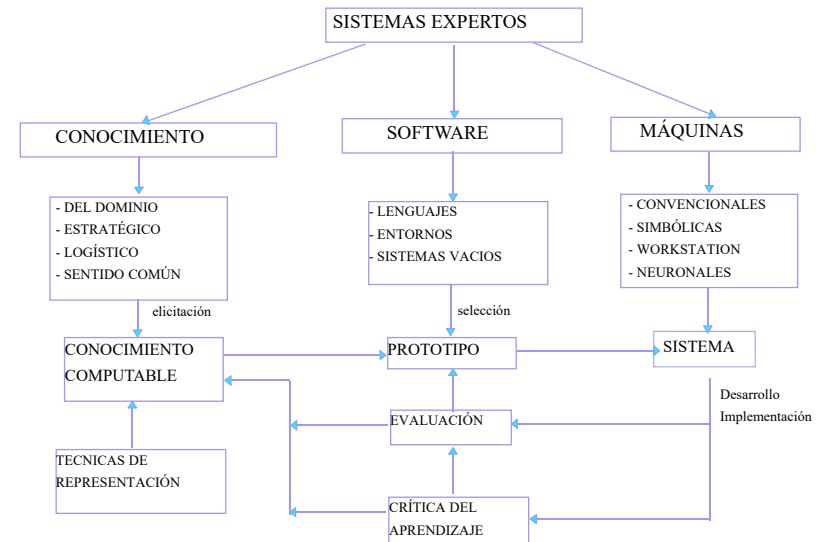 SISTEMAS EXPERTOS
CONOCIMIENTO
SOFTWARE
MÁQUINAS
- DEL DOMINIO
- ESTRATÉGICO
- LOGÍSTICO
- SENTIDO COMÚN
- LENGUAJES
- ENTORNOS
- SISTEMAS VACIOS
- CONVENCIONALES
- SIMBÓLICAS
- WORKSTATION
- NEURONALES
elicitación
selección
CONOCIMIENTO
COMPUTABLE
PROTOTIPO
SISTEMA
Desarrollo
Implementación
EVALUACIÓN
TECNICAS DE
REPRESENTACIÓN
CRÍTICA DEL
APRENDIZAJE